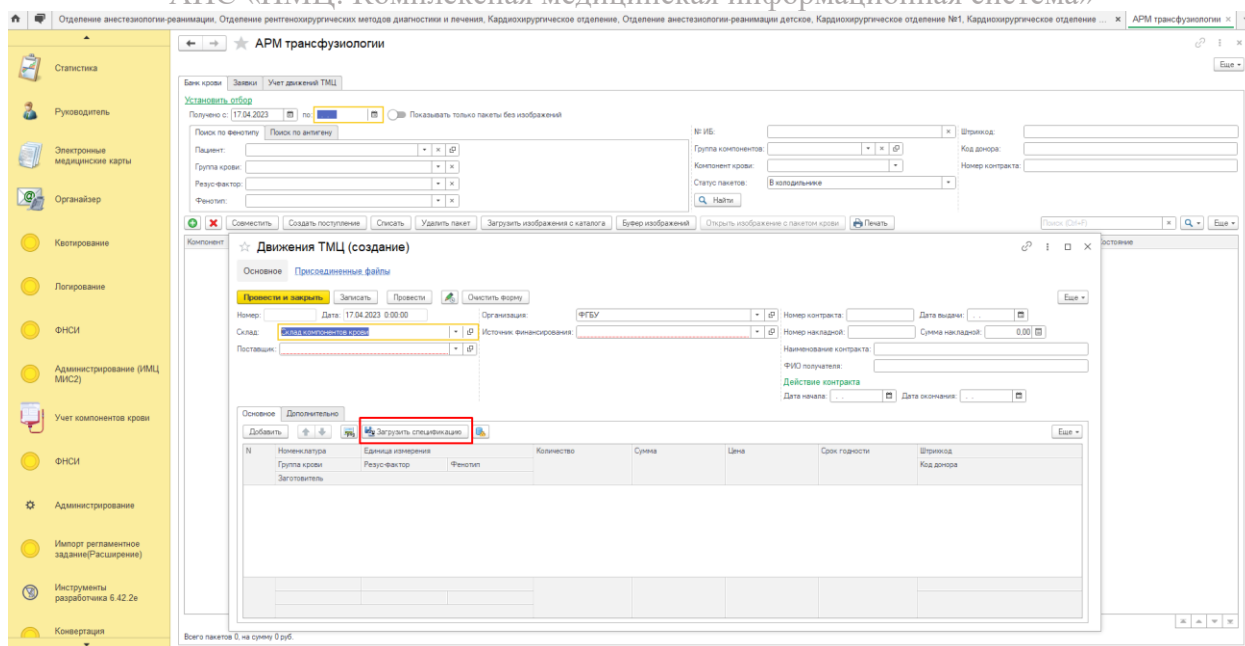 АПС «ИМЦ: Комплексная медицинская информационная система»
Отделение анестезиологии-реанимации, Отделение рентгенохирургических методов диагностики и лечения, Кардиохирургическое отделение, Отделение анестезиологии-реанимации детское, Кардиохирургическое отделение №1, Кардиохирургическое отделение ... × АРМ трансфузиологии ×
Статистика
Руководитель
Электронные
медицинские карты
Органайзер
Квотирование
Логирование
ФНСИ
Администрирование (ИМЦ
МИС2)
Учет компонентов крови
ФНСИ
Администрирование
Импорт регламентное
задание(Расширение)
Инструменты
разработчика 6.42.2e
Конвертация
АРМ трансфузиологии
Еще
Банк крови Заявки Учет движений ТМЦ
Установить отбор
Получено с: 17.04.2023 по: . . Показывать только пакеты без изображений
Поиск по фенотипу Поиск по антигену
Пациент:
Группа крови:
Резус-фактор:
Фенотип:
№ ИБ:
Группа компонентов:
Компонент крови:
Статус пакетов: В холодильнике
Найти
Штрихкод:
Код донора:
Номер контракта:
Совместить Создать поступление Списать Удалить пакет Загрузить изображения с каталога Буфер изображений Открыть изображение с пакетом крови Печать Поиск (Ctrl+F) × Еще
Компонент
остояние
Движения ТМЦ (создание)
Основное Присоединенные файлы
Провести и закрыть Записать Провести Очистить форму Еще
Номер: Дата: 17.04.2023 0:00:00 Организация: ФГБУ Номер контракта: Дата выдачи: . .
Склад: Склад компонентов крови Источник финансирования: Номер накладной: Сумма накладной: 0,00
Поставщик: Наименование контракта:
ФИО получателя:
Действие контракта
Дата начала: . . Дата окончания: . .
Основное Дополнительно
Добавить Загрузить спецификацию Еще
N Номенклатура Единица измерения Количество Сумма Цена Срок годности Штрихкод
Группа крови Резус-фактор Фенотип Код донора
Заготовитель
Всего пакетов 0, на сумму 0 руб.